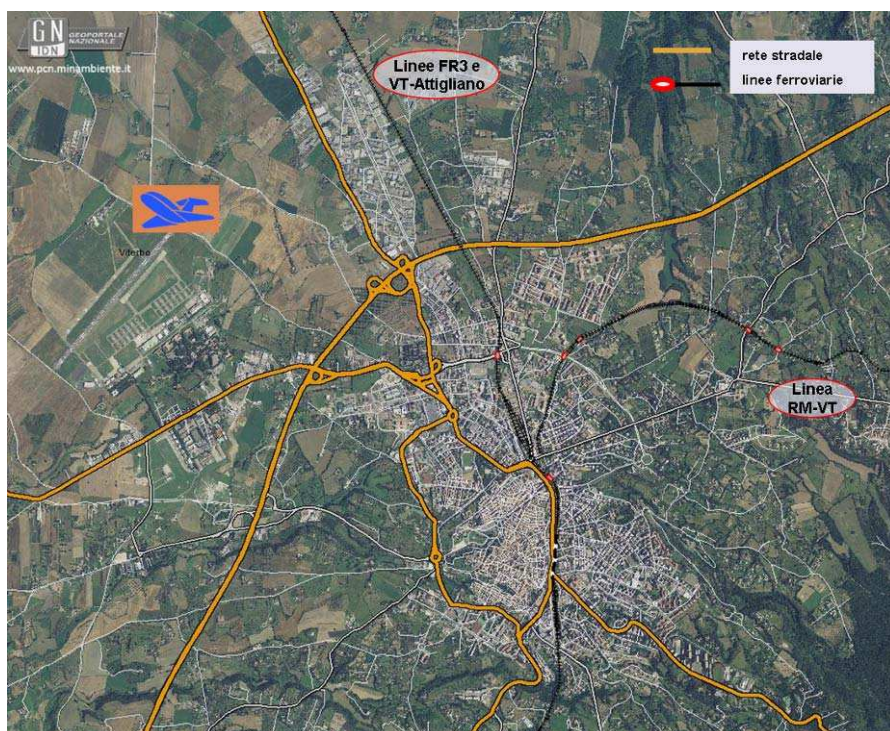 GN
IDN
GEOPORTALE
NAZIONALE
www.pcn.minambiente.it
Linee FR3 e
VT-Attigliano
rete stradale
linee ferroviarie
Viterbo
Linea
RM-VT